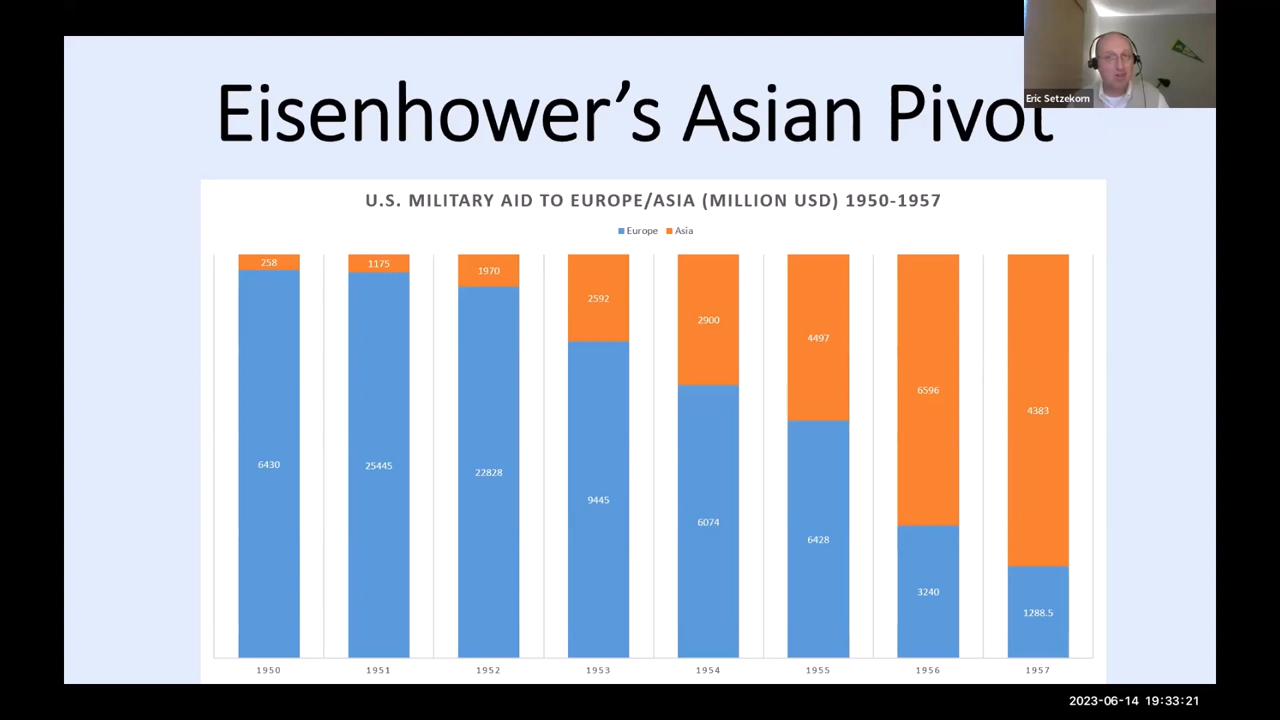 Eric Setzekorn
Eisenhower's Asian Pivot
U.S. MILITARY AID TO EUROPE/ASIA (MILLION USD) 1950-1957
Europe Asia
258 1175 1970 2592 2900 4497 6596 4383
6430 25445 22828 9445 6074 6428 3240 1288.5
1950 1951 1952 1953 1954 1955 1956 1957
2023-06-14 19:33:21